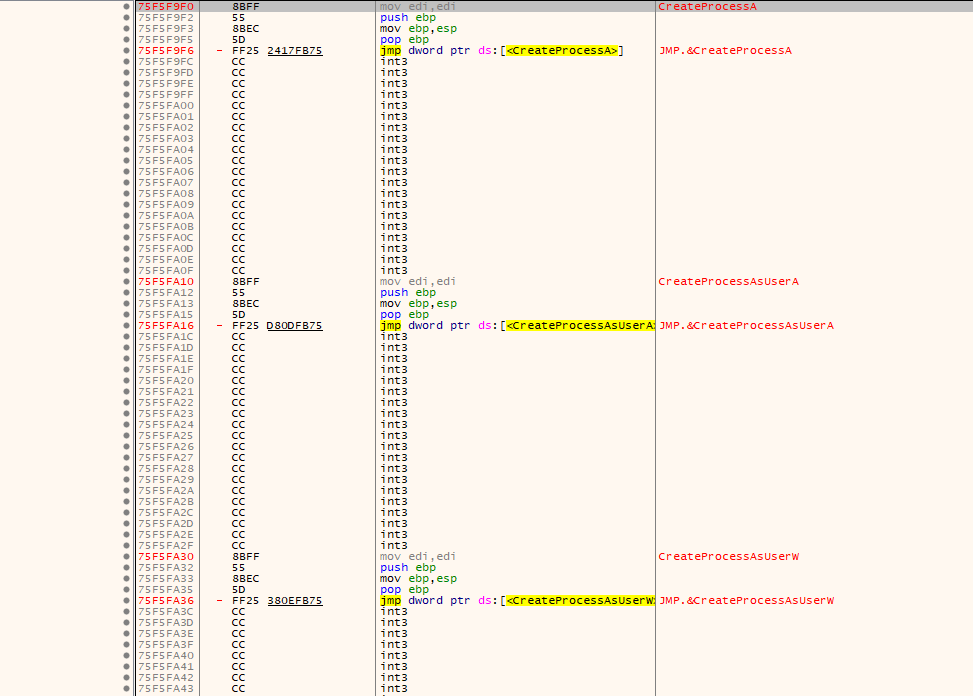 75F5F9F0 8BFF mov edi,edi CreateProcessA
75F5F9F2 55 push ebp
75F5F9F3 8BEC mov ebp,esp
75F5F9F5 5D pop ebp
75F5F9F6 - FF25 2417FB75 jmp dword ptr ds:[<CreateProcessA>] JMP.&CreateProcessA
75F5F9FC CC int3
75F5F9FD CC int3
75F5F9FE CC int3
75F5F9FF CC int3
75F5FA00 CC int3
75F5FA01 CC int3
75F5FA02 CC int3
75F5FA03 CC int3
75F5FA04 CC int3
75F5FA05 CC int3
75F5FA06 CC int3
75F5FA07 CC int3
75F5FA08 CC int3
75F5FA09 CC int3
75F5FA0A CC int3
75F5FA0B CC int3
75F5FA0C CC int3
75F5FA0D CC int3
75F5FA0E CC int3
75F5FA0F CC int3
75F5FA10 8BFF mov edi,edi CreateProcessAsUserA
75F5FA12 55 push ebp
75F5FA13 8BEC mov ebp,esp
75F5FA15 5D pop ebp
75F5FA16 - FF25 D80DFB75 jmp dword ptr ds:[<CreateProcessAsUserA> JMP.&CreateProcessAsUserA
75F5FA1C CC int3
75F5FA1D CC int3
75F5FA1E CC int3
75F5FA1F CC int3
75F5FA20 CC int3
75F5FA21 CC int3
75F5FA22 CC int3
75F5FA23 CC int3
75F5FA24 CC int3
75F5FA25 CC int3
75F5FA26 CC int3
75F5FA27 CC int3
75F5FA28 CC int3
75F5FA29 CC int3
75F5FA2A CC int3
75F5FA2B CC int3
75F5FA2C CC int3
75F5FA2D CC int3
75F5FA2E CC int3
75F5FA2F CC int3
75F5FA30 8BFF mov edi,edi CreateProcessAsUserW
75F5FA32 55 push ebp
75F5FA33 8BEC mov ebp,esp
75F5FA35 5D pop ebp
75F5FA36 - FF25 380EFB75 jmp dword ptr ds:[<CreateProcessAsUserW> JMP.&CreateProcessAsUserW
75F5FA3C CC int3
75F5FA3D CC int3
75F5FA3E CC int3
75F5FA3F CC int3
75F5FA40 CC int3
75F5FA41 CC int3
75F5FA42 CC int3
75F5FA43 CC int3